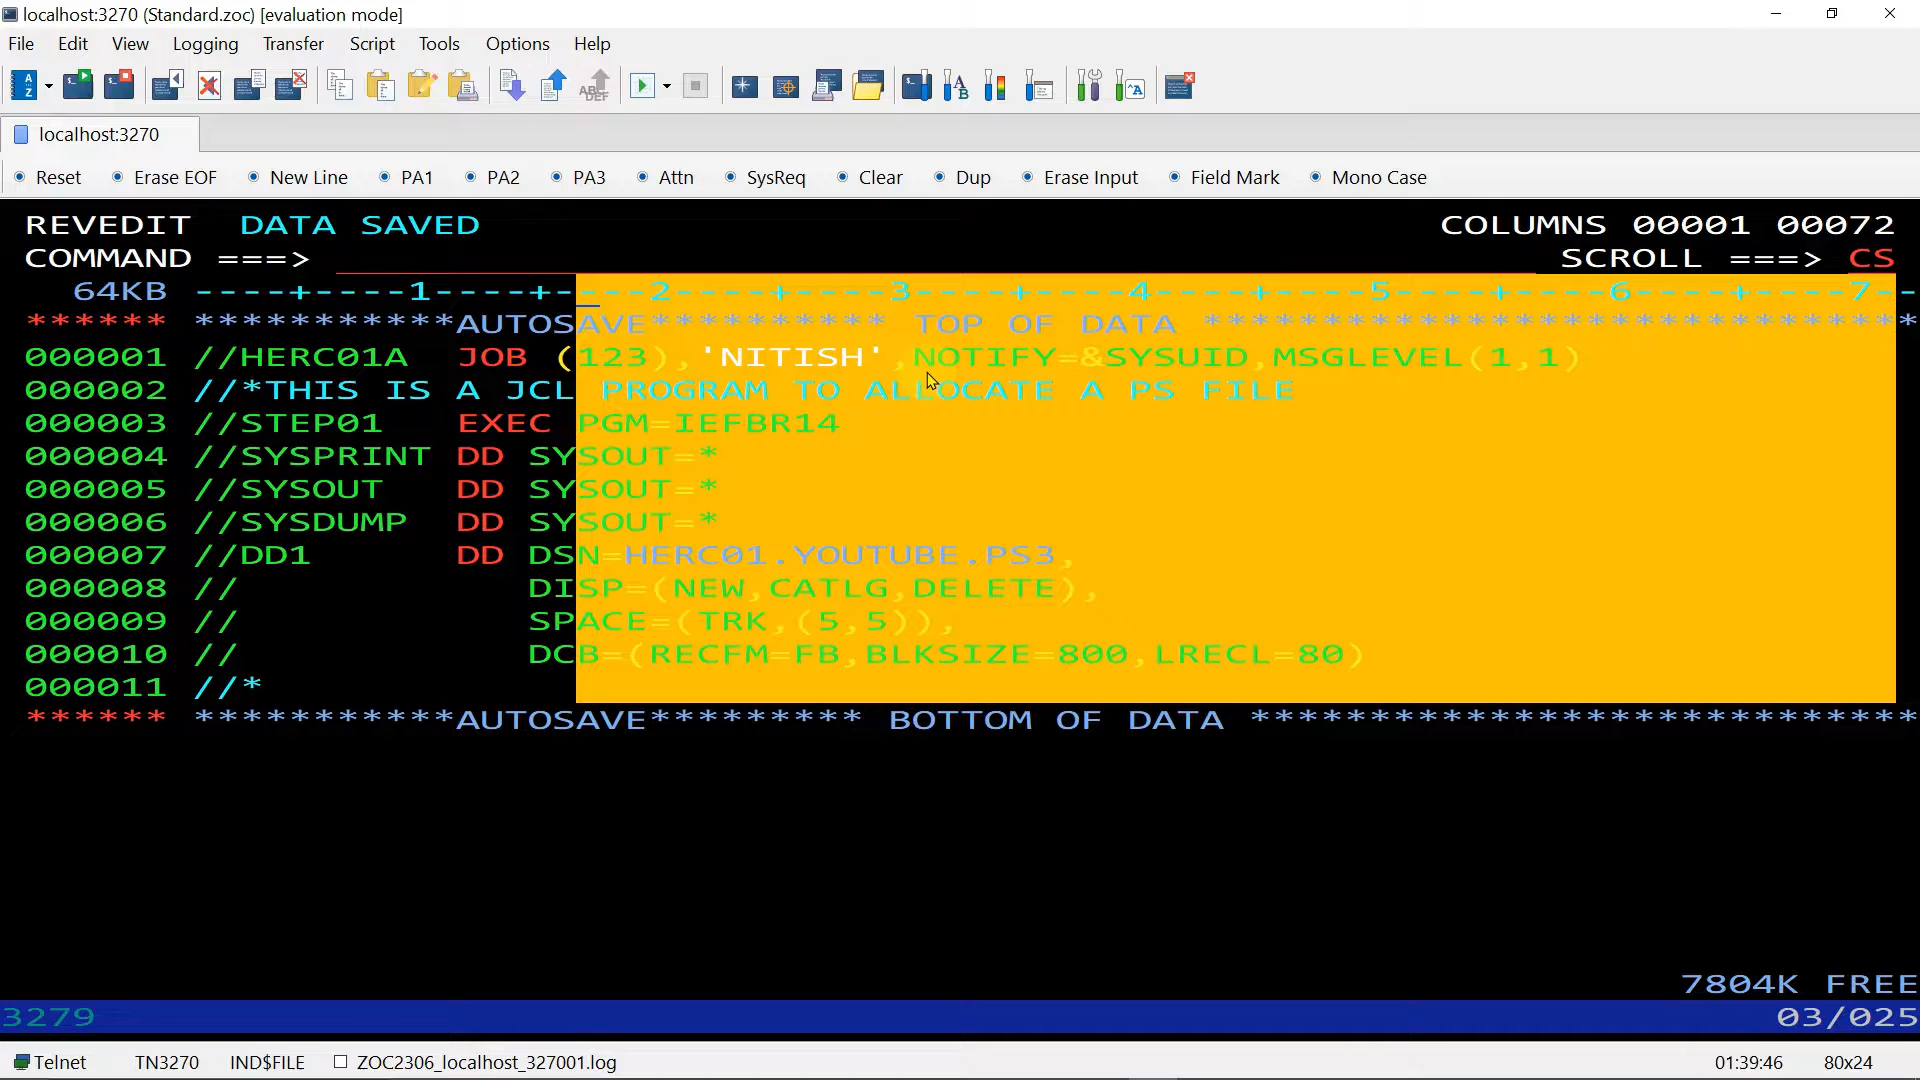 localhost:3270 (Standard.zoc) [evaluation mode]
File Edit View Logging Transfer Script Tools Options Help
localhost:3270
Reset Erase EOF New Line PA1 PA2 PA3 Attn SysReq Clear Dup Erase Input Field Mark Mono Case
REVEDIT DATA SAVED COLUMNS 00001 00072
COMMAND ===> SCROLL ===> CS
64KB ----+----1----+----2----+----3----+----4----+----5----+----6----+----7--
****** ***********AUTOSAVE********** TOP OF DATA ******************************
000001 //HERC01A JOB (123),'NITISH',NOTIFY=&SYSUID,MSGLEVEL(1,1)
000002 //*THIS IS A JCL PROGRAM TO ALLOCATE A PS FILE
000003 //STEP01 EXEC PGM=IEFBR14
000004 //SYSPRINT DD SYSOUT=*
000005 //SYSOUT DD SYSOUT=*
000006 //SYSDUMP DD SYSOUT=*
000007 //DD1 DD DSN=HERC01.YOUTUBE.PS3,
000008 // DISP=(NEW,CATLG,DELETE),
000009 // SPACE=(TRK,(5,5)),
000010 // DCB=(RECFM=FB,BLKSIZE=800,LRECL=80)
000011 //*
****** ***********AUTOSAVE********* BOTTOM OF DATA ****************************
7804K FREE
3279 03/025
Telnet TN3270 IND$FILE ZOC2306_localhost_327001.log 01:39:46 80x24